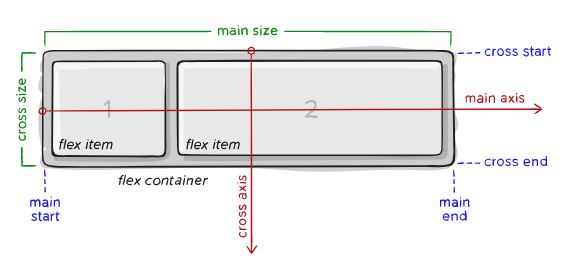 main size
cross start
cross size
1
2
main axis
flex item
flex item
cross end
flex container
cross axis
main
start
main
end